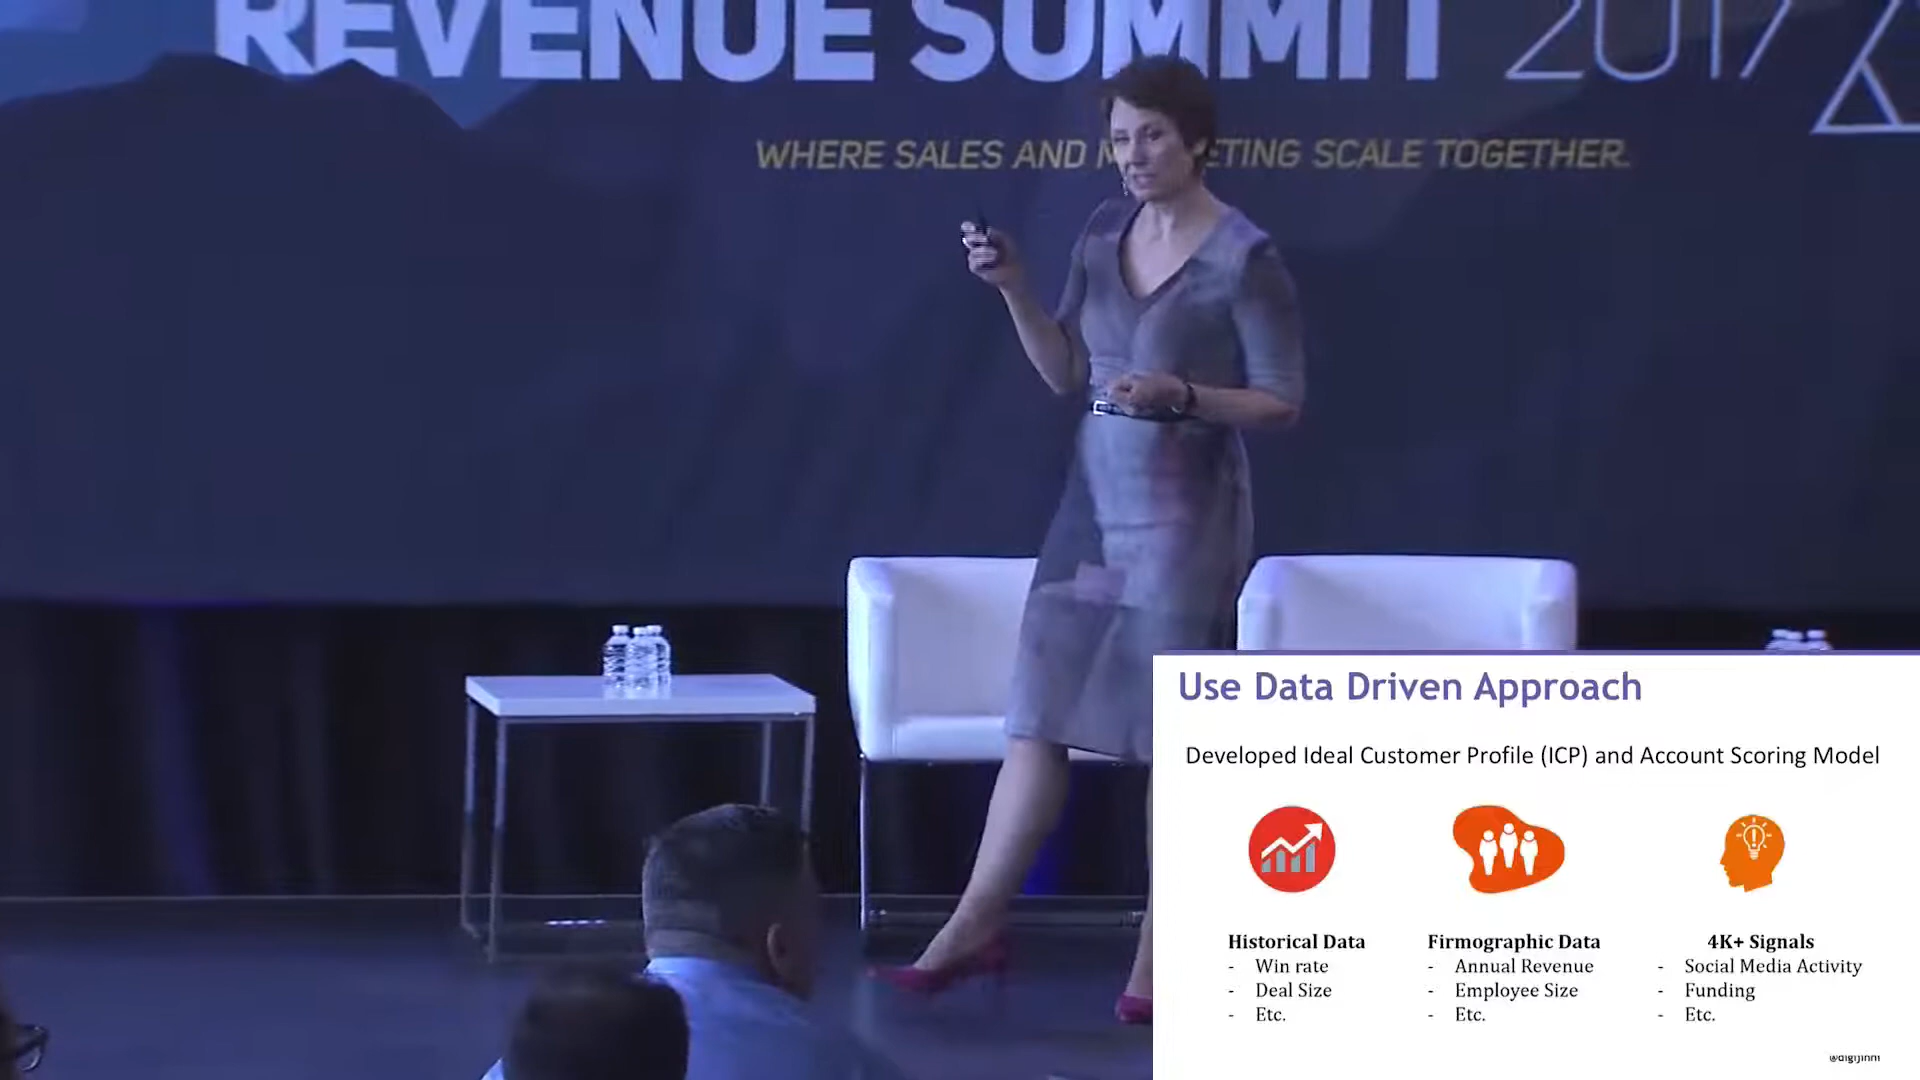 REVENUE SUMMIT 2017
WHERE SALES AND M ETING SCALE TOGETHER.
Use Data Driven Approach
Developed Ideal Customer Profile (ICP) and Account Scoring Model
Historical Data
- Win rate
- Deal Size
- Etc.
Firmographic Data
- Annual Revenue
- Employee Size
- Etc.
4K+ Signals
- Social Media Activity
- Funding
- Etc.